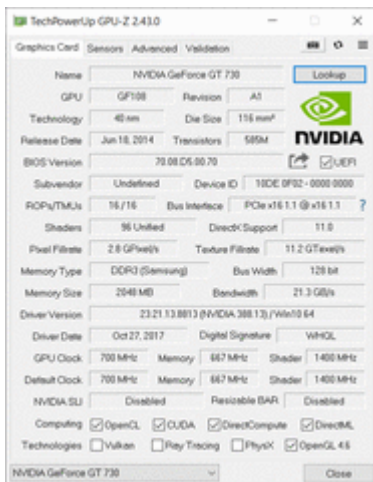 TechPowerUp GPU-Z 2.43.0
Graphics Card Sensors Advanced Validation
Name NVIDIA GeForce GT 730 Lookup
GPU GF108 Revision A1
Technology 40 nm Die Size 116 mm²
Release Date Jun 18, 2014 Transistors 585M
NVIDIA
BIOS Version 70.08.D5.00.70 UEFI
Subvendor Undefined Device ID 10DE 0F02 - 0000 0000
ROPs/TMUs 16 / 16 Bus Interface PCIe x16 1.1 @ x16 1.1 ?
Shaders 96 Unified DirectX Support 11.0
Pixel Fillrate 2.8 GPixel/s Texture Fillrate 11.2 GTexel/s
Memory Type DDR3 (Samsung) Bus Width 128 bit
Memory Size 2048 MB Bandwidth 21.3 GB/s
Driver Version 23.21.13.8813 (NVIDIA 388.13) / Win10 64
Driver Date Oct 27, 2017 Digital Signature WHQL
GPU Clock 700 MHz Memory 667 MHz Shader 1400 MHz
Default Clock 700 MHz Memory 667 MHz Shader 1400 MHz
NVIDIA SLI Disabled Resizable BAR Disabled
Computing OpenCL CUDA DirectCompute DirectML
Technologies Vulkan Ray Tracing PhysX OpenGL 4.6
NVIDIA GeForce GT 730 Close